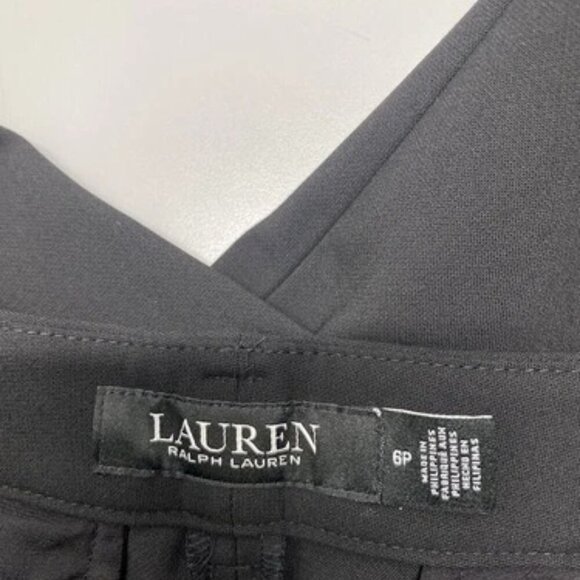 LAUREN
RALPH LAUREN
6P
MADE IN
PHILIPPINES
FABRIQUÉ AUX
PHILIPPINES
HECHO EN
FILIPINAS